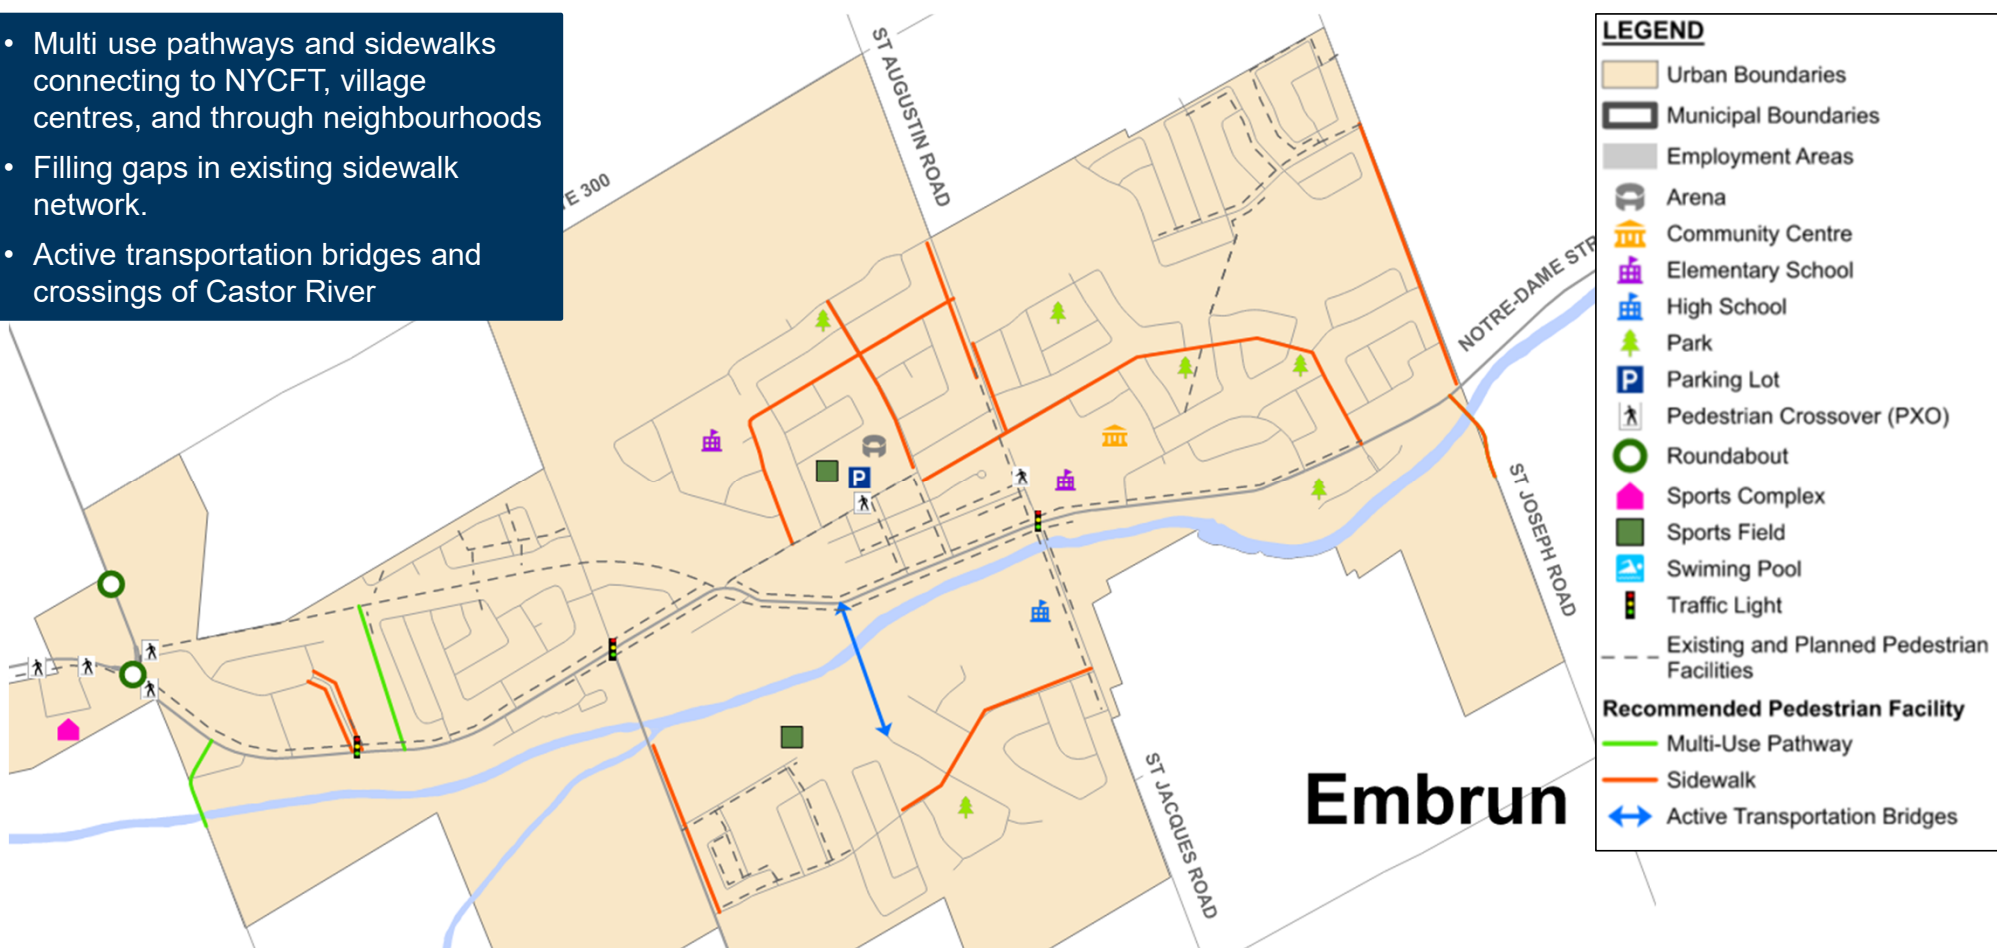 • Multi use pathways and sidewalks
connecting to NYCFT, village
centres, and through neighbourhoods
• Filling gaps in existing sidewalk
network.
• Active transportation bridges and
crossings of Castor River
TE 300
ST AUGUSTIN ROAD
NOTRE-DAME STR
ST JOSEPH ROAD
ST JACQUES ROAD
P
Embrun
LEGEND
Urban Boundaries
Municipal Boundaries
Employment Areas
Arena
Community Centre
Elementary School
High School
Park
P Parking Lot
Pedestrian Crossover (PXO)
Roundabout
Sports Complex
Sports Field
Swiming Pool
Traffic Light
Existing and Planned Pedestrian
Facilities
Recommended Pedestrian Facility
Multi-Use Pathway
Sidewalk
Active Transportation Bridges